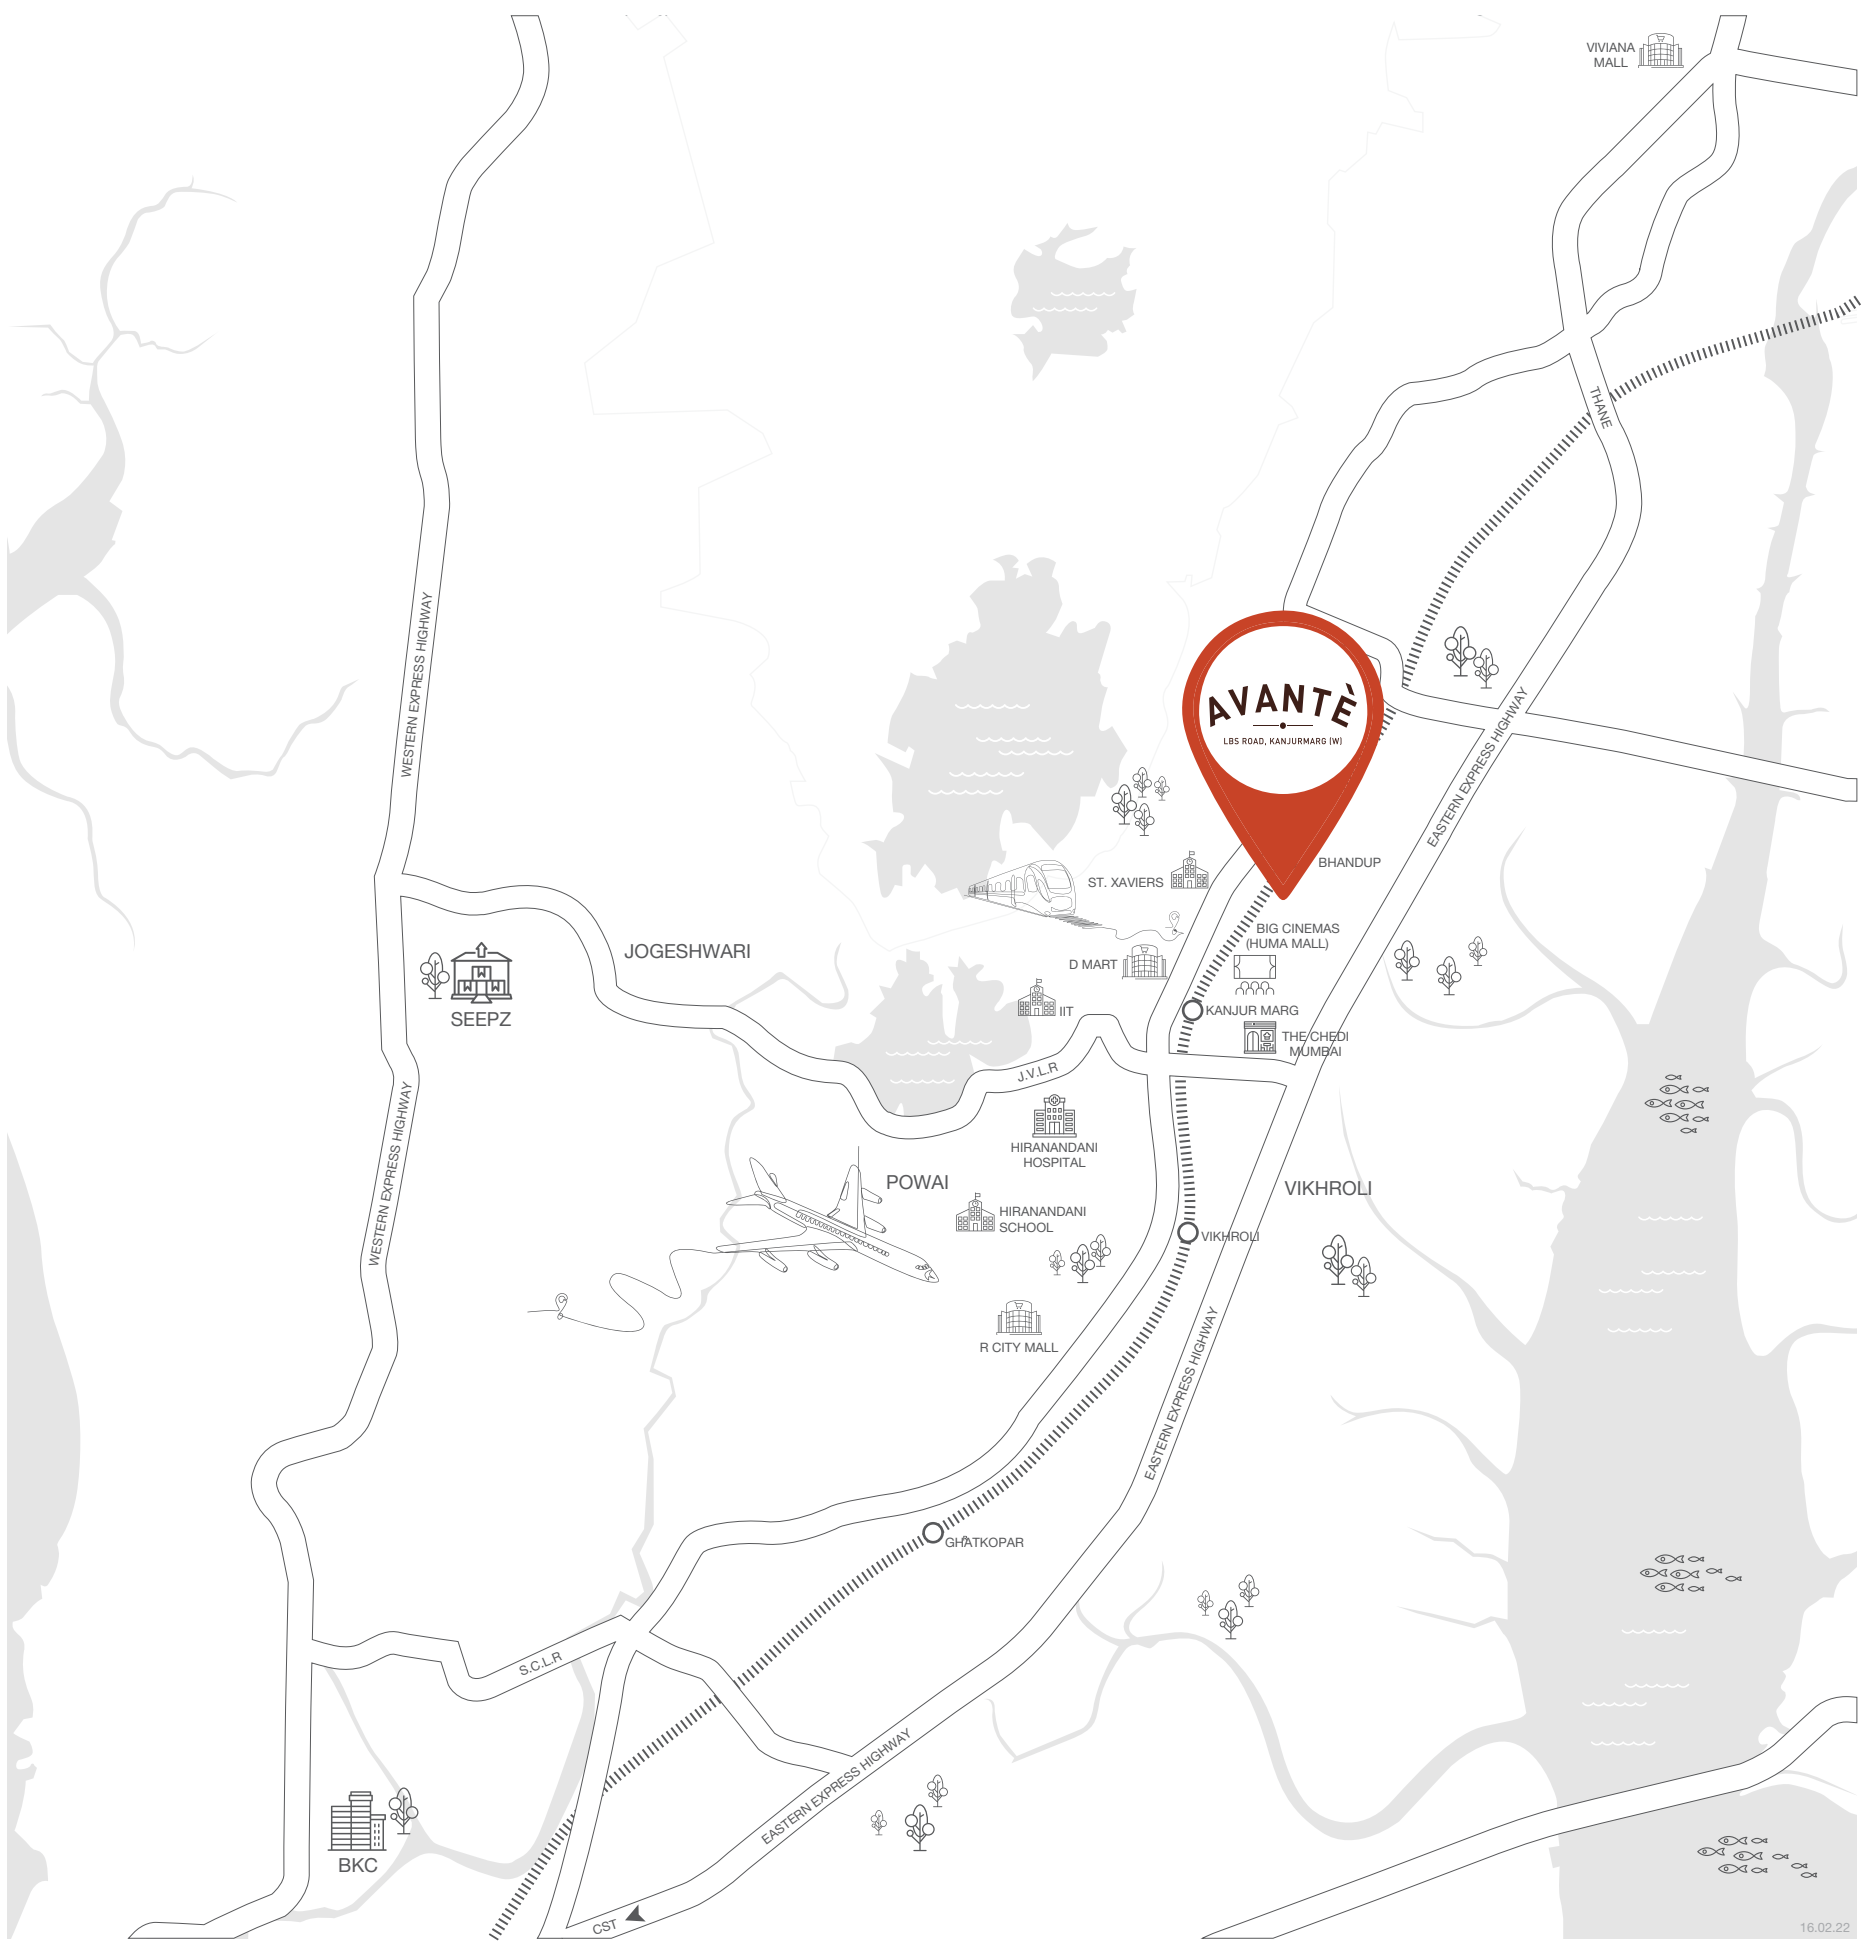 VIVIANA
MALL
THANE
WESTERN EXPRESS HIGHWAY
AVANTÈ
LBS ROAD, KANJURMARG (W)
EASTERN EXPRESS HIGHWAY
BHANDUP
ST. XAVIERS
BIG CINEMAS
(HUMA MALL)
JOGESHWARI
D MART
SEEPZ
IIT
KANJUR MARG
THE CHEDI
MUMBAI
J.V.L.R
WESTERN EXPRESS HIGHWAY
HIRANANDANI
HOSPITAL
POWAI
VIKHROLI
HIRANANDANI
SCHOOL
VIKHROLI
R CITY MALL
EASTERN EXPRESS HIGHWAY
GHATKOPAR
S.C.L.R
EASTERN EXPRESS HIGHWAY
BKC
CST
16.02.22